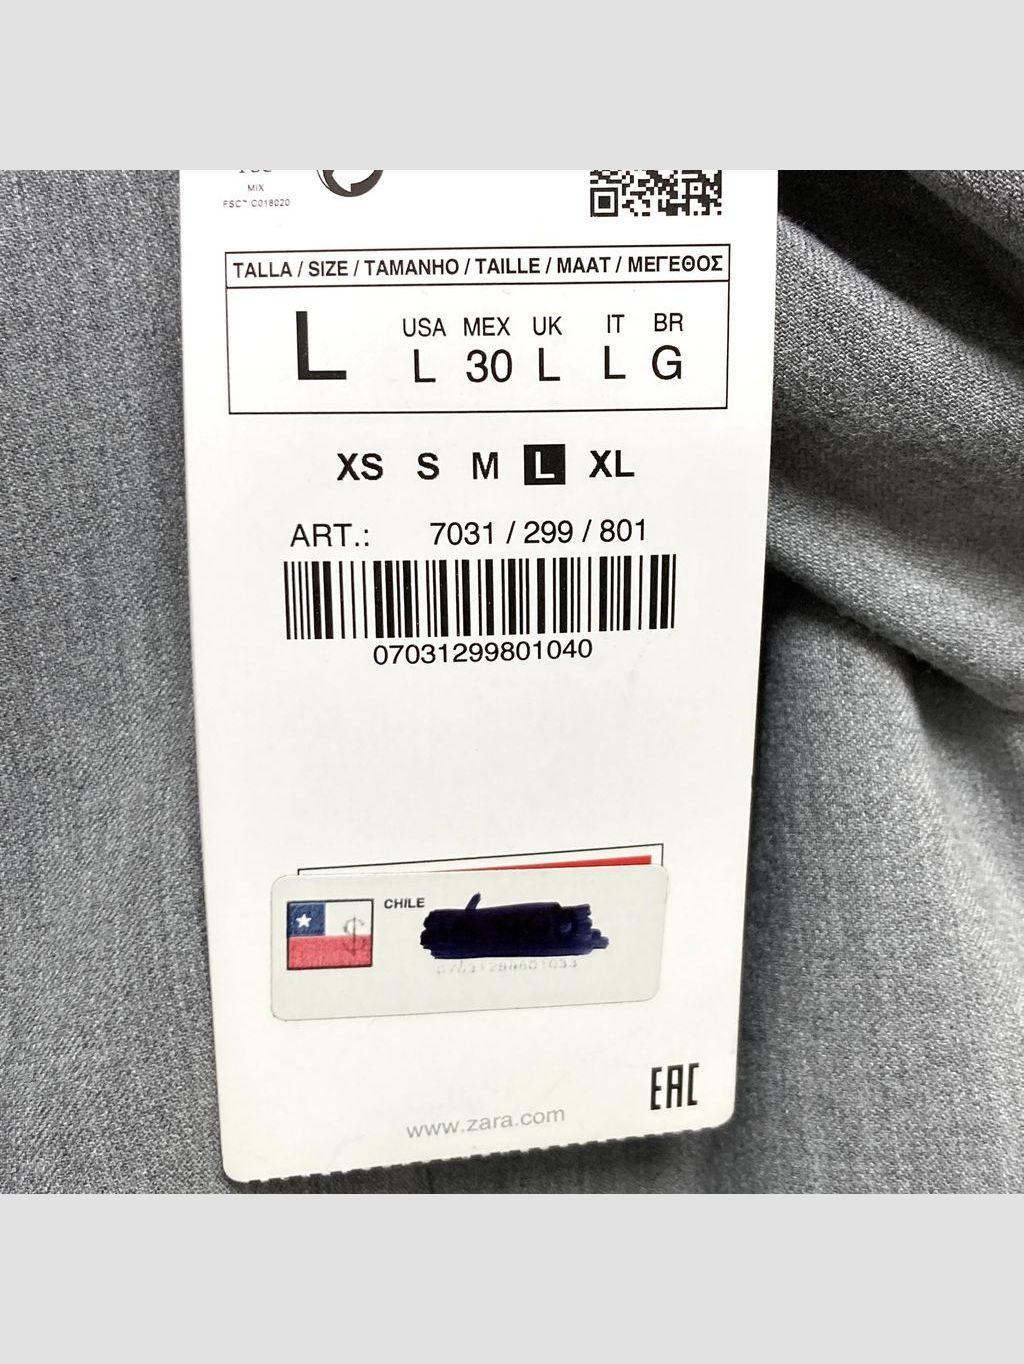 MIX
FSC™ C018020
TALLA / SIZE / TAMANHO / TAILLE / MAAT / ΜΕΓΕΘΟΣ
USA MEX UK IT BR
L L 30 L L G
XS S M L XL
ART.: 7031 / 299 / 801
07031299801040
CHILE
$
EAC
www.zara.com